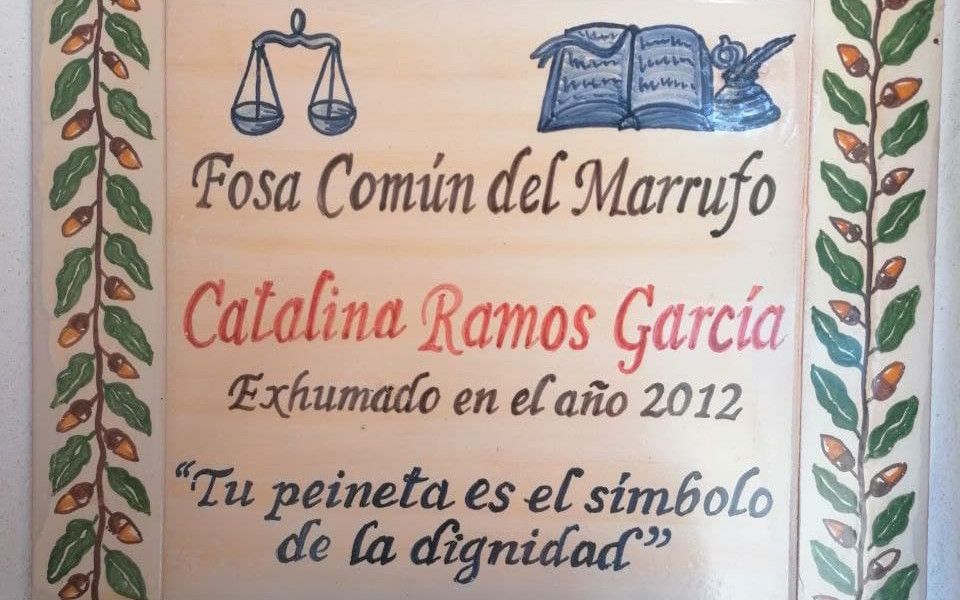 Fosa Común del Marrufo
Catalina Ramos García
Exhumado en el año 2012
“Tu peineta es el símbolo
de la dignidad”